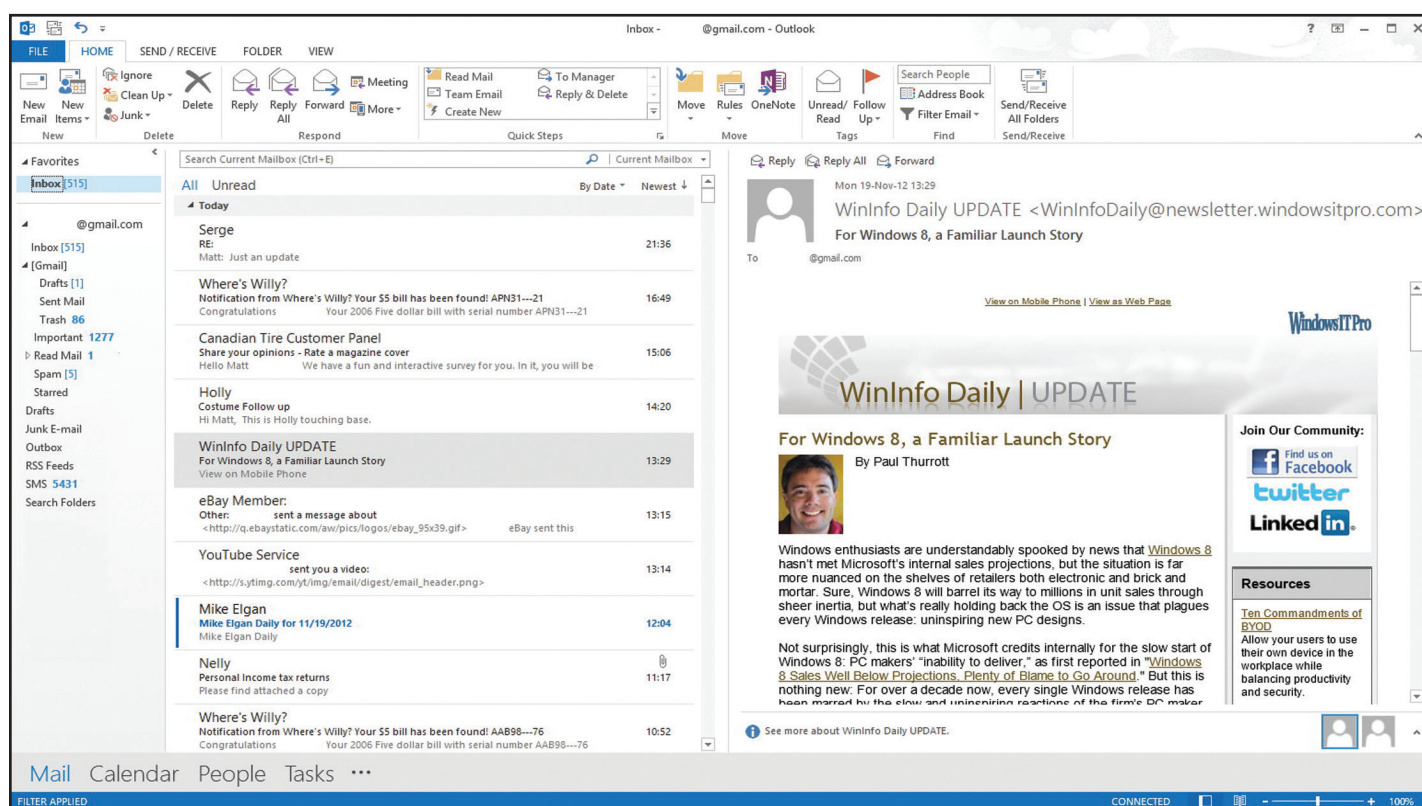 Inbox - @gmail.com - Outlook
FILE HOME SEND / RECEIVE FOLDER VIEW
New Email
New Items
Ignore
Clean Up
Junk
Delete
Reply
Reply All
Forward
Meeting
More
Read Mail
Team Email
Create New
To Manager
Reply & Delete
Move
Rules
OneNote
Unread/ Read
Follow Up
Search People
Address Book
Filter Email
Send/Receive All Folders
New Delete Respond Quick Steps Move Tags Find Send/Receive
Favorites
Inbox [515]
@gmail.com
Inbox [515]
[Gmail]
Drafts [1]
Sent Mail
Trash 86
Important 1277
Read Mail 1
Spam [5]
Starred
Drafts
Junk E-mail
Outbox
RSS Feeds
SMS 5431
Search Folders
Search Current Mailbox (Ctrl+E) Current Mailbox
All Unread By Date Newest ↓
Today
Serge
RE: 21:36
Matt: Just an update
Where's Willy?
Notification from Where's Willy? Your $5 bill has been found! APN31---21 16:49
Congratulations Your 2006 Five dollar bill with serial number APN31---21
Canadian Tire Customer Panel
Share your opinions - Rate a magazine cover 15:06
Hello Matt We have a fun and interactive survey for you. In it, you will be
Holly
Costume Follow up 14:20
Hi Matt, This is Holly touching base.
WinInfo Daily UPDATE
For Windows 8, a Familiar Launch Story 13:29
View on Mobile Phone
eBay Member:
Other: sent a message about 13:15
<http://q.ebaystatic.com/aw/pics/logos/ebay_95x39.gif> eBay sent this
YouTube Service
sent you a video: 13:14
<http://s.ytimg.com/yt/img/email/digest/email_header.png>
Mike Elgan
Mike Elgan Daily for 11/19/2012 12:04
Mike Elgan Daily
Nelly
Personal Income tax returns 11:17
Please find attached a copy
Where's Willy?
Notification from Where's Willy? Your $5 bill has been found! AAB98---76 10:52
Congratulations Your 2006 Five dollar bill with serial number AAB98---76
Reply Reply All Forward
Mon 19-Nov-12 13:29
WinInfo Daily UPDATE <WinInfoDaily@newsletter.windowsitpro.com>
For Windows 8, a Familiar Launch Story
To @gmail.com
View on Mobile Phone | View as Web Page
WindowsITPro
WinInfo Daily | UPDATE
For Windows 8, a Familiar Launch Story
By Paul Thurrott
Windows enthusiasts are understandably spooked by news that Windows 8
hasn't met Microsoft's internal sales projections, but the situation is far
more nuanced on the shelves of retailers both electronic and brick and
mortar. Sure, Windows 8 will barrel its way to millions in unit sales through
sheer inertia, but what's really holding back the OS is an issue that plagues
every Windows release: uninspiring new PC designs.
Not surprisingly, this is what Microsoft credits internally for the slow start of
Windows 8: PC makers' "inability to deliver," as first reported in "Windows
8 Sales Well Below Projections, Plenty of Blame to Go Around." But this is
nothing new: For over a decade now, every single Windows release has
been marred by the slow and uninspiring reactions of the firm's PC maker
Join Our Community:
Find us on
Facebook
twitter
Linked in
Resources
Ten Commandments of
BYOD
Allow your users to use
their own device in the
workplace while
balancing productivity
and security.
See more about WinInfo Daily UPDATE.
Mail Calendar People Tasks ···
FILTER APPLIED CONNECTED 100%